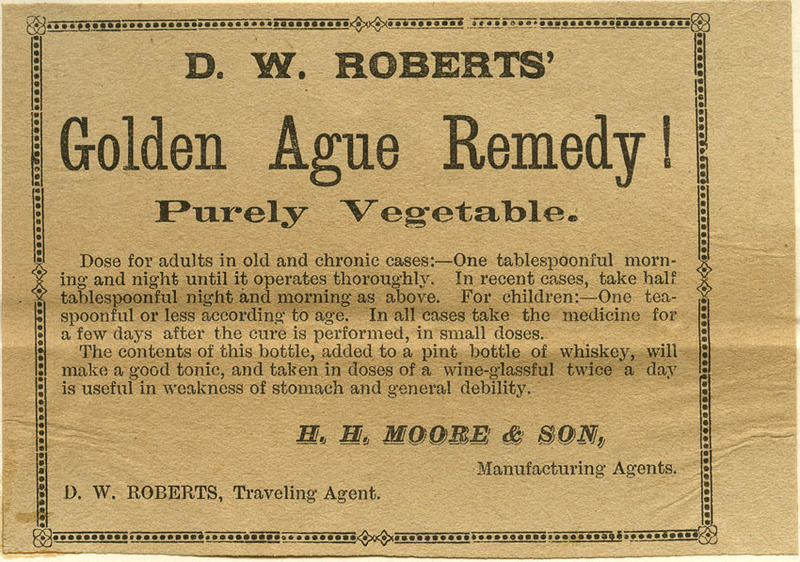 D. W. ROBERTS'
Golden Ague Remedy!
Purely Vegetable.
Dose for adults in old and chronic cases:—One tablespoonful morn-
ing and night until it operates thoroughly. In recent cases, take half
tablespoonful night and morning as above. For children:—One tea-
spoonful or less according to age. In all cases take the medicine for
a few days after the cure is performed, in small doses.
The contents of this bottle, added to a pint bottle of whiskey, will
make a good tonic, and taken in doses of a wine-glassful twice a day
is useful in weakness of stomach and general debility.
H. H. MOORE & SON,
Manufacturing Agents.
D. W. ROBERTS, Traveling Agent.